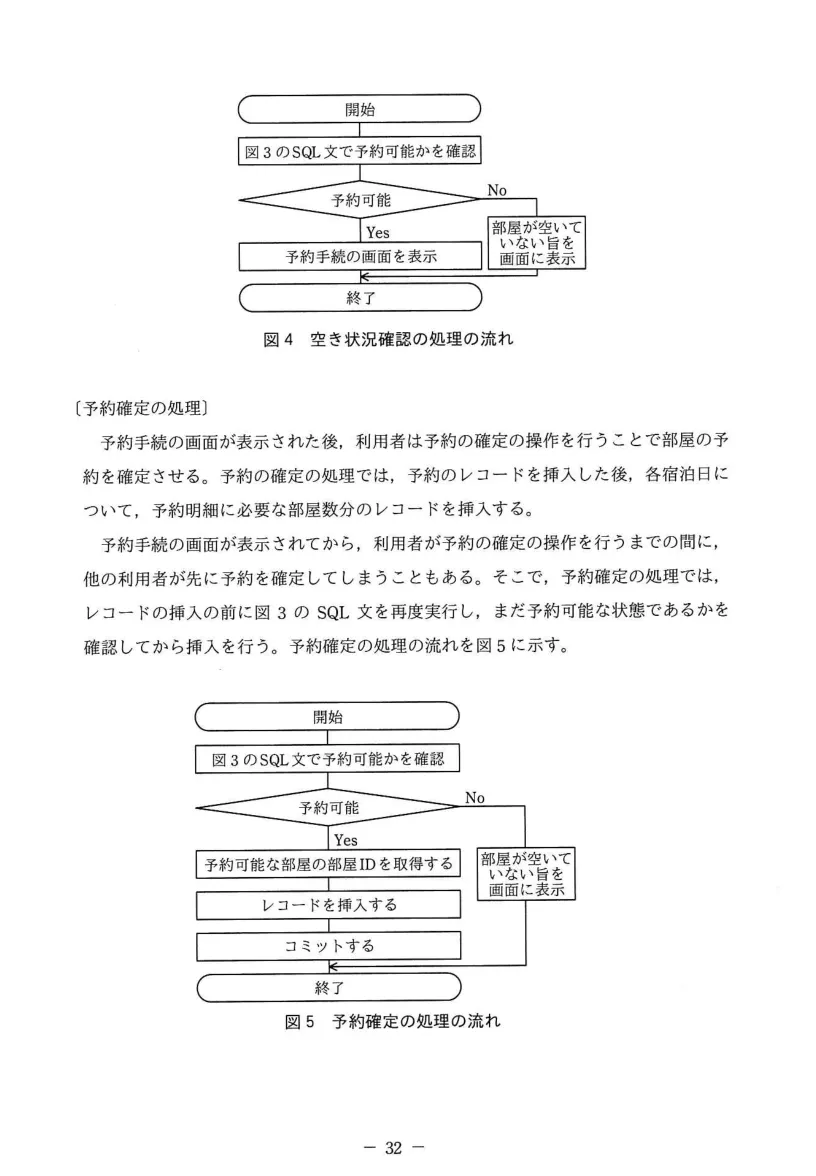 開始
図 3 のSQL 文で予約可能かを確認
予約可能
No
Yes
部屋が空いて
いない旨を
画面に表示
予約手続の画面を表示
終了
図 4　空き状況確認の処理の流れ
〔予約確定の処理〕
予約手続の画面が表示された後，利用者は予約の確定の操作を行うことで部屋の予
約を確定させる。予約の確定の処理では，予約のレコードを挿入した後，各宿泊日に
ついて，予約明細に必要な部屋数分のレコードを挿入する。
予約手続の画面が表示されてから，利用者が予約の確定の操作を行うまでの間に，
他の利用者が先に予約を確定してしまうこともある。そこで，予約確定の処理では，
レコードの挿入の前に図 3 の SQL 文を再度実行し，まだ予約可能な状態であるかを
確認してから挿入を行う。予約確定の処理の流れを図 5 に示す。
開始
図 3 のSQL 文で予約可能かを確認
予約可能
No
Yes
予約可能な部屋の部屋IDを取得する
部屋が空いて
いない旨を
画面に表示
レコードを挿入する
コミットする
終了
図 5　予約確定の処理の流れ
－ 32 －